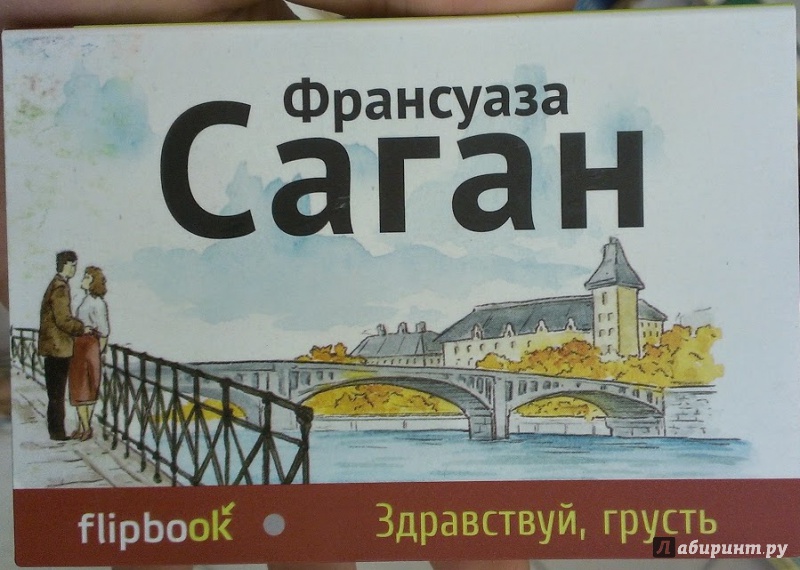 Франсуаза
Саган
flipbook
Здравствуй, грусть
Лабиринт.ру